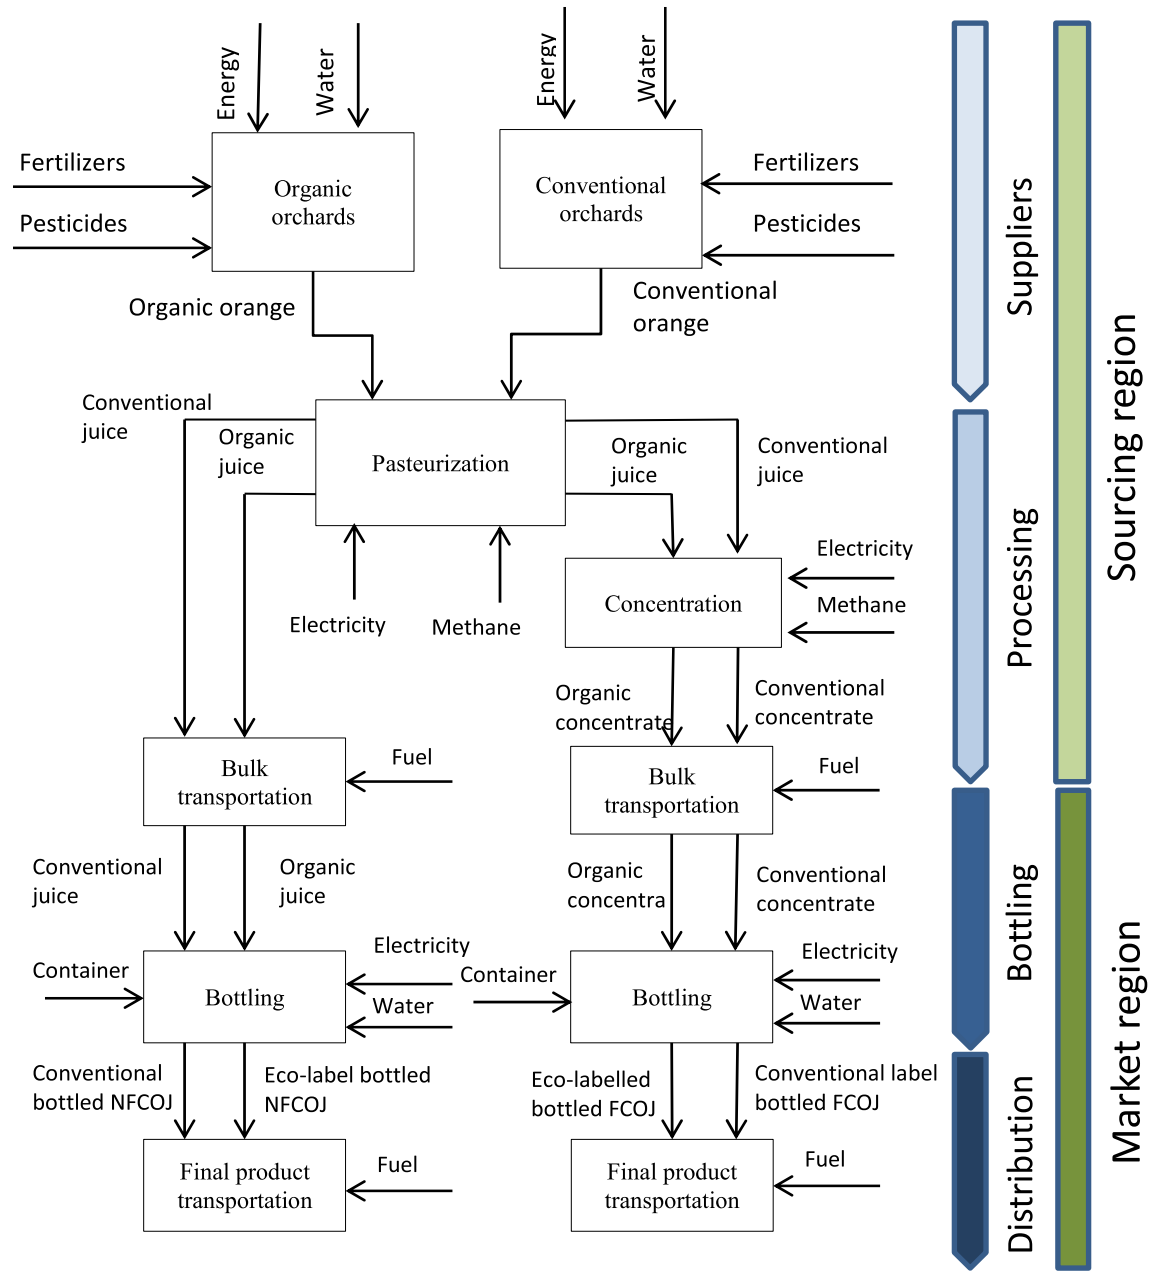 Energy
Water
Energy
Water
Fertilizers
Pesticides
Organic
orchards
Conventional
orchards
Fertilizers
Pesticides
Suppliers
Organic orange
Conventional
orange
Sourcing region
Conventional
juice
Organic
juice
Pasteurization
Organic
juice
Conventional
juice
Electricity
Methane
Concentration
Electricity
Methane
Processing
Organic
concentrate
Conventional
concentrate
Bulk
transportation
Fuel
Bulk
transportation
Fuel
Conventional
juice
Organic
juice
Organic
concentra
Conventional
concentrate
Bottling
Container
Bottling
Electricity
Water
Container
Bottling
Electricity
Water
Market region
Conventional
bottled NFCOJ
Eco-label bottled
NFCOJ
Eco-labelled
bottled FCOJ
Conventional label
bottled FCOJ
Distribution
Final product
transportation
Fuel
Final product
transportation
Fuel